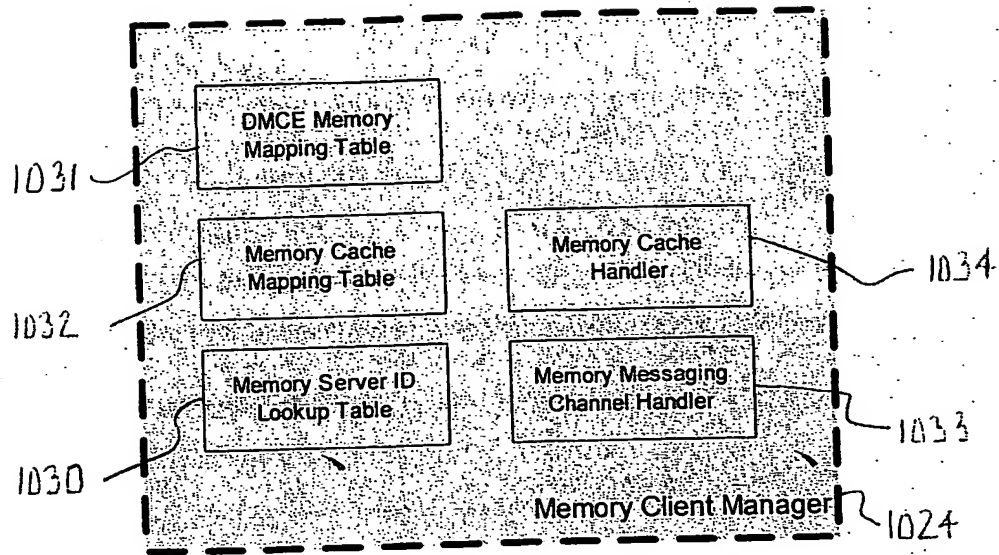 DMCE Memory
Mapping Table
1031
Memory Cache
Mapping Table
1032
Memory Cache
Handler
1034
Memory Server ID
Lookup Table
1030
Memory Messaging
Channel Handler
1033
Memory Client Manager
1024